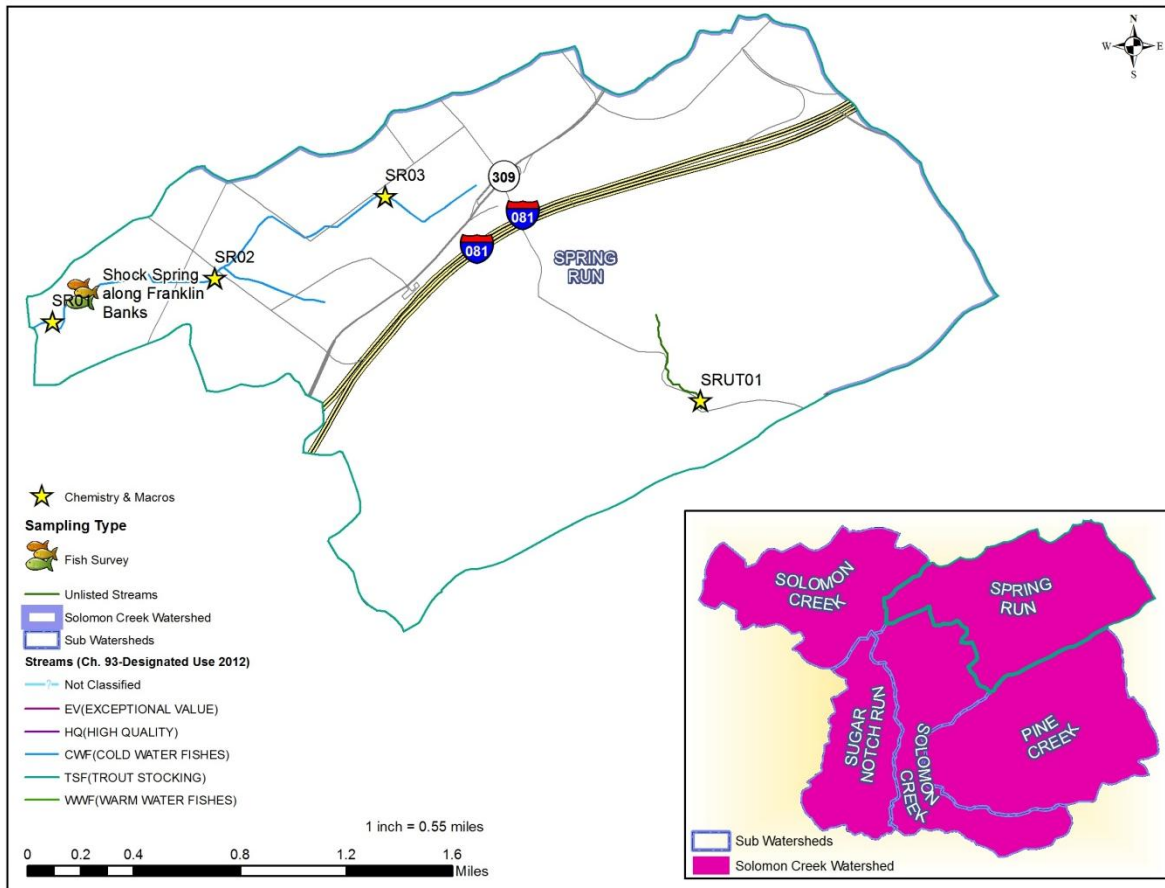 N
W
E
S
SR03
309
081
081
SPRING
RUN
SR02
Shock Spring
along Franklin
Banks
SR01
SRUT01
Chemistry & Macros
Sampling Type
Fish Survey
Unlisted Streams
Solomon Creek Watershed
Sub Watersheds
Streams (Ch. 93-Designated Use 2012)
Not Classified
EV(EXCEPTIONAL VALUE)
HQ(HIGH QUALITY)
CWF(COLD WATER FISHES)
TSF(TROUT STOCKING)
WWF(WARM WATER FISHES)
1 inch = 0.55 miles
0 0.4 0.8 1.2 1.6
Miles
SOLOMON
CREEK
SPRING
RUN
SUGAR
NOTCH RUN
SOLOMON
CREEK
PINE
CREEK
Sub Watersheds
Solomon Creek Watershed